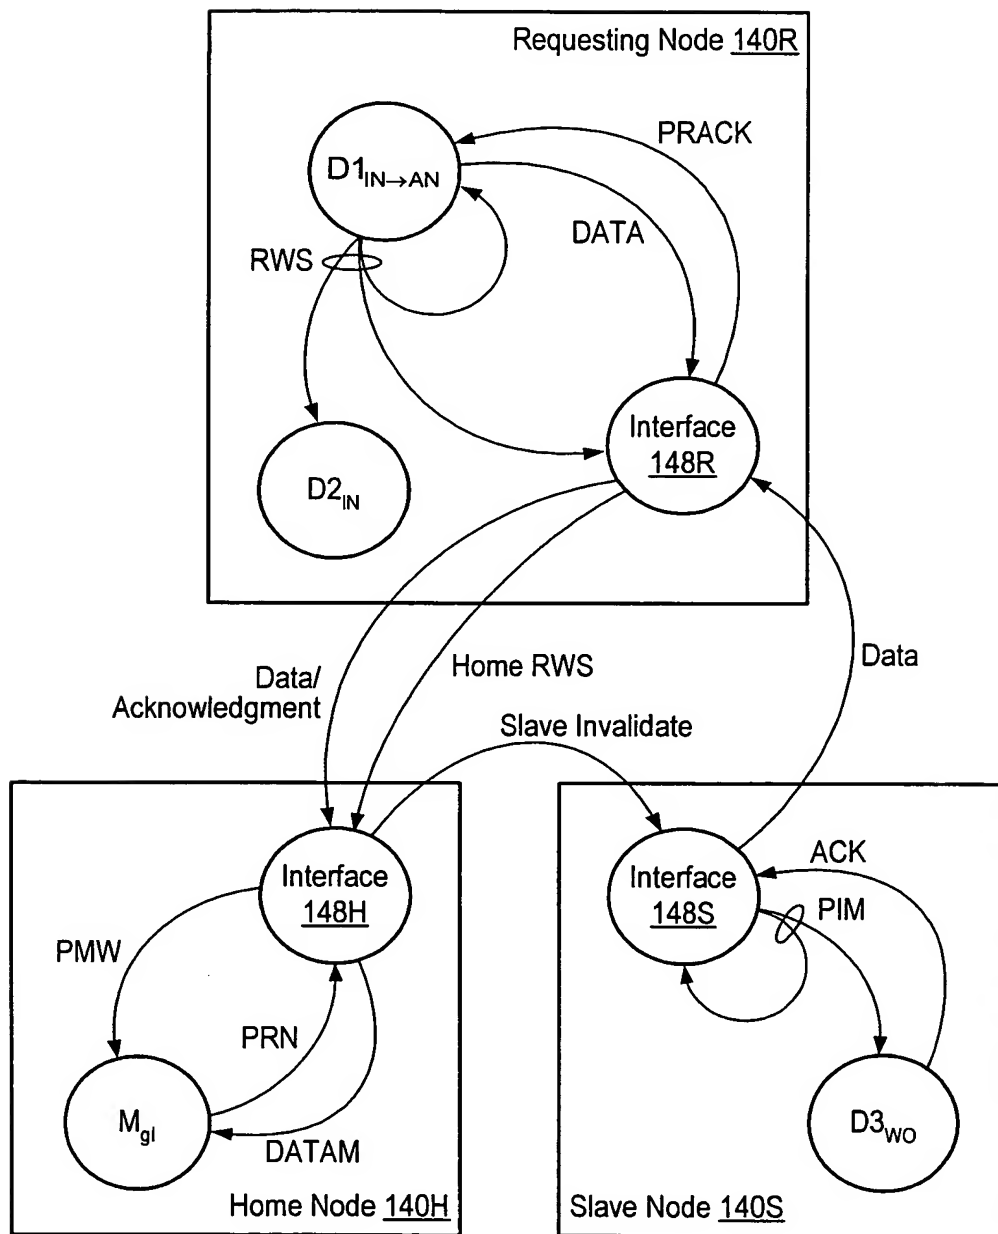 Requesting Node 140R
D1IN→AN
PRACK
DATA
RWS
Interface
148R
D2IN
Data/
Acknowledgment
Home RWS
Data
Slave Invalidate
Interface
148H
Interface
148S
ACK
PIM
PMW
PRN
Mgl
DATAM
D3WO
Home Node 140H
Slave Node 140S